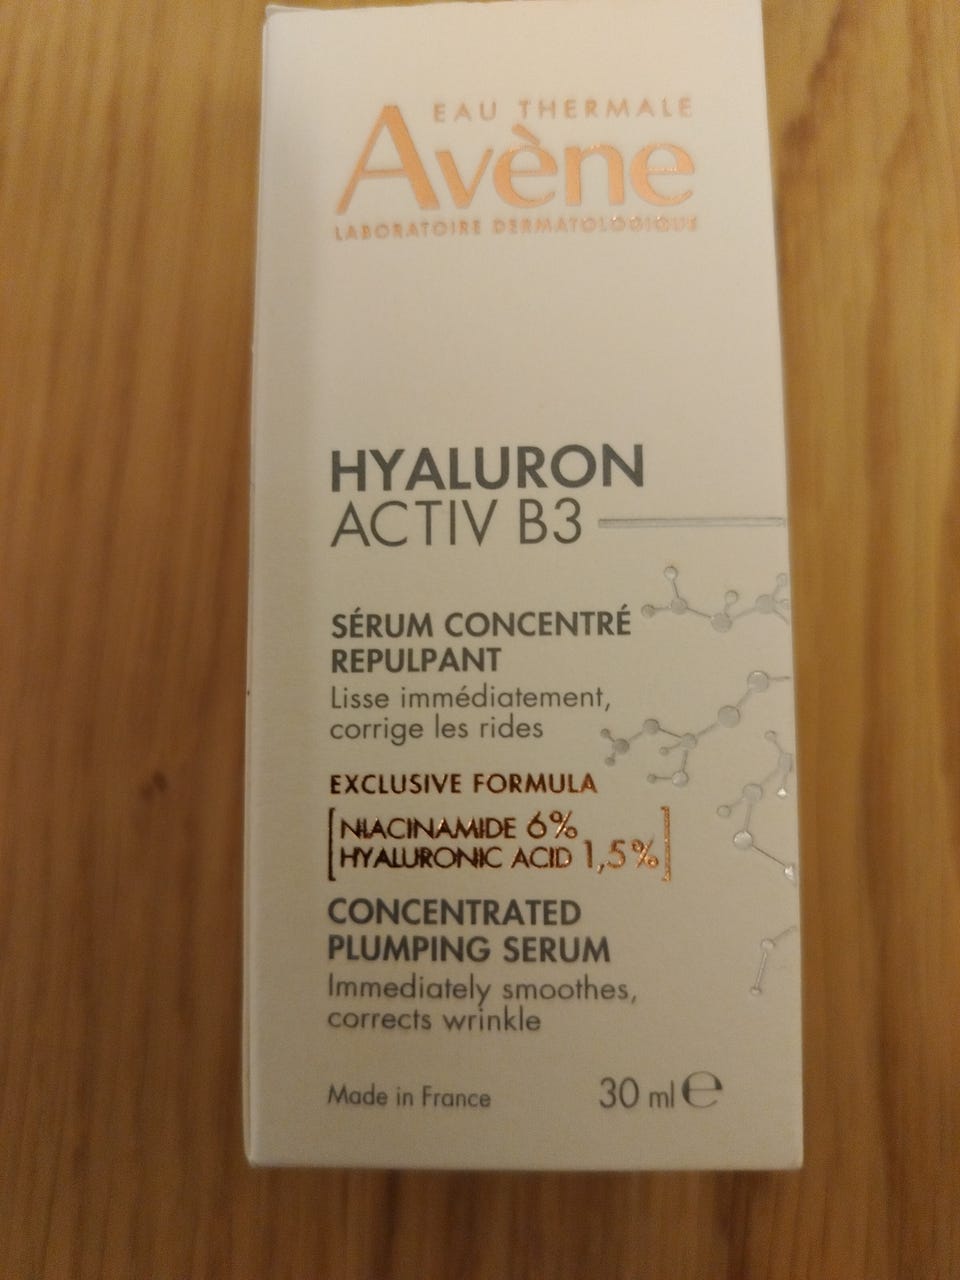 EAU THERMALE
Avène
LABORATOIRE DERMATOLOGIQUE
HYALURON
ACTIV B3
SÉRUM CONCENTRÉ
REPULPANT
Lisse immédiatement,
corrige les rides
EXCLUSIVE FORMULA
[NIACINAMIDE 6%
HYALURONIC ACID 1,5%]
CONCENTRATED
PLUMPING SERUM
Immediately smoothes,
corrects wrinkle
Made in France 30 ml ℮